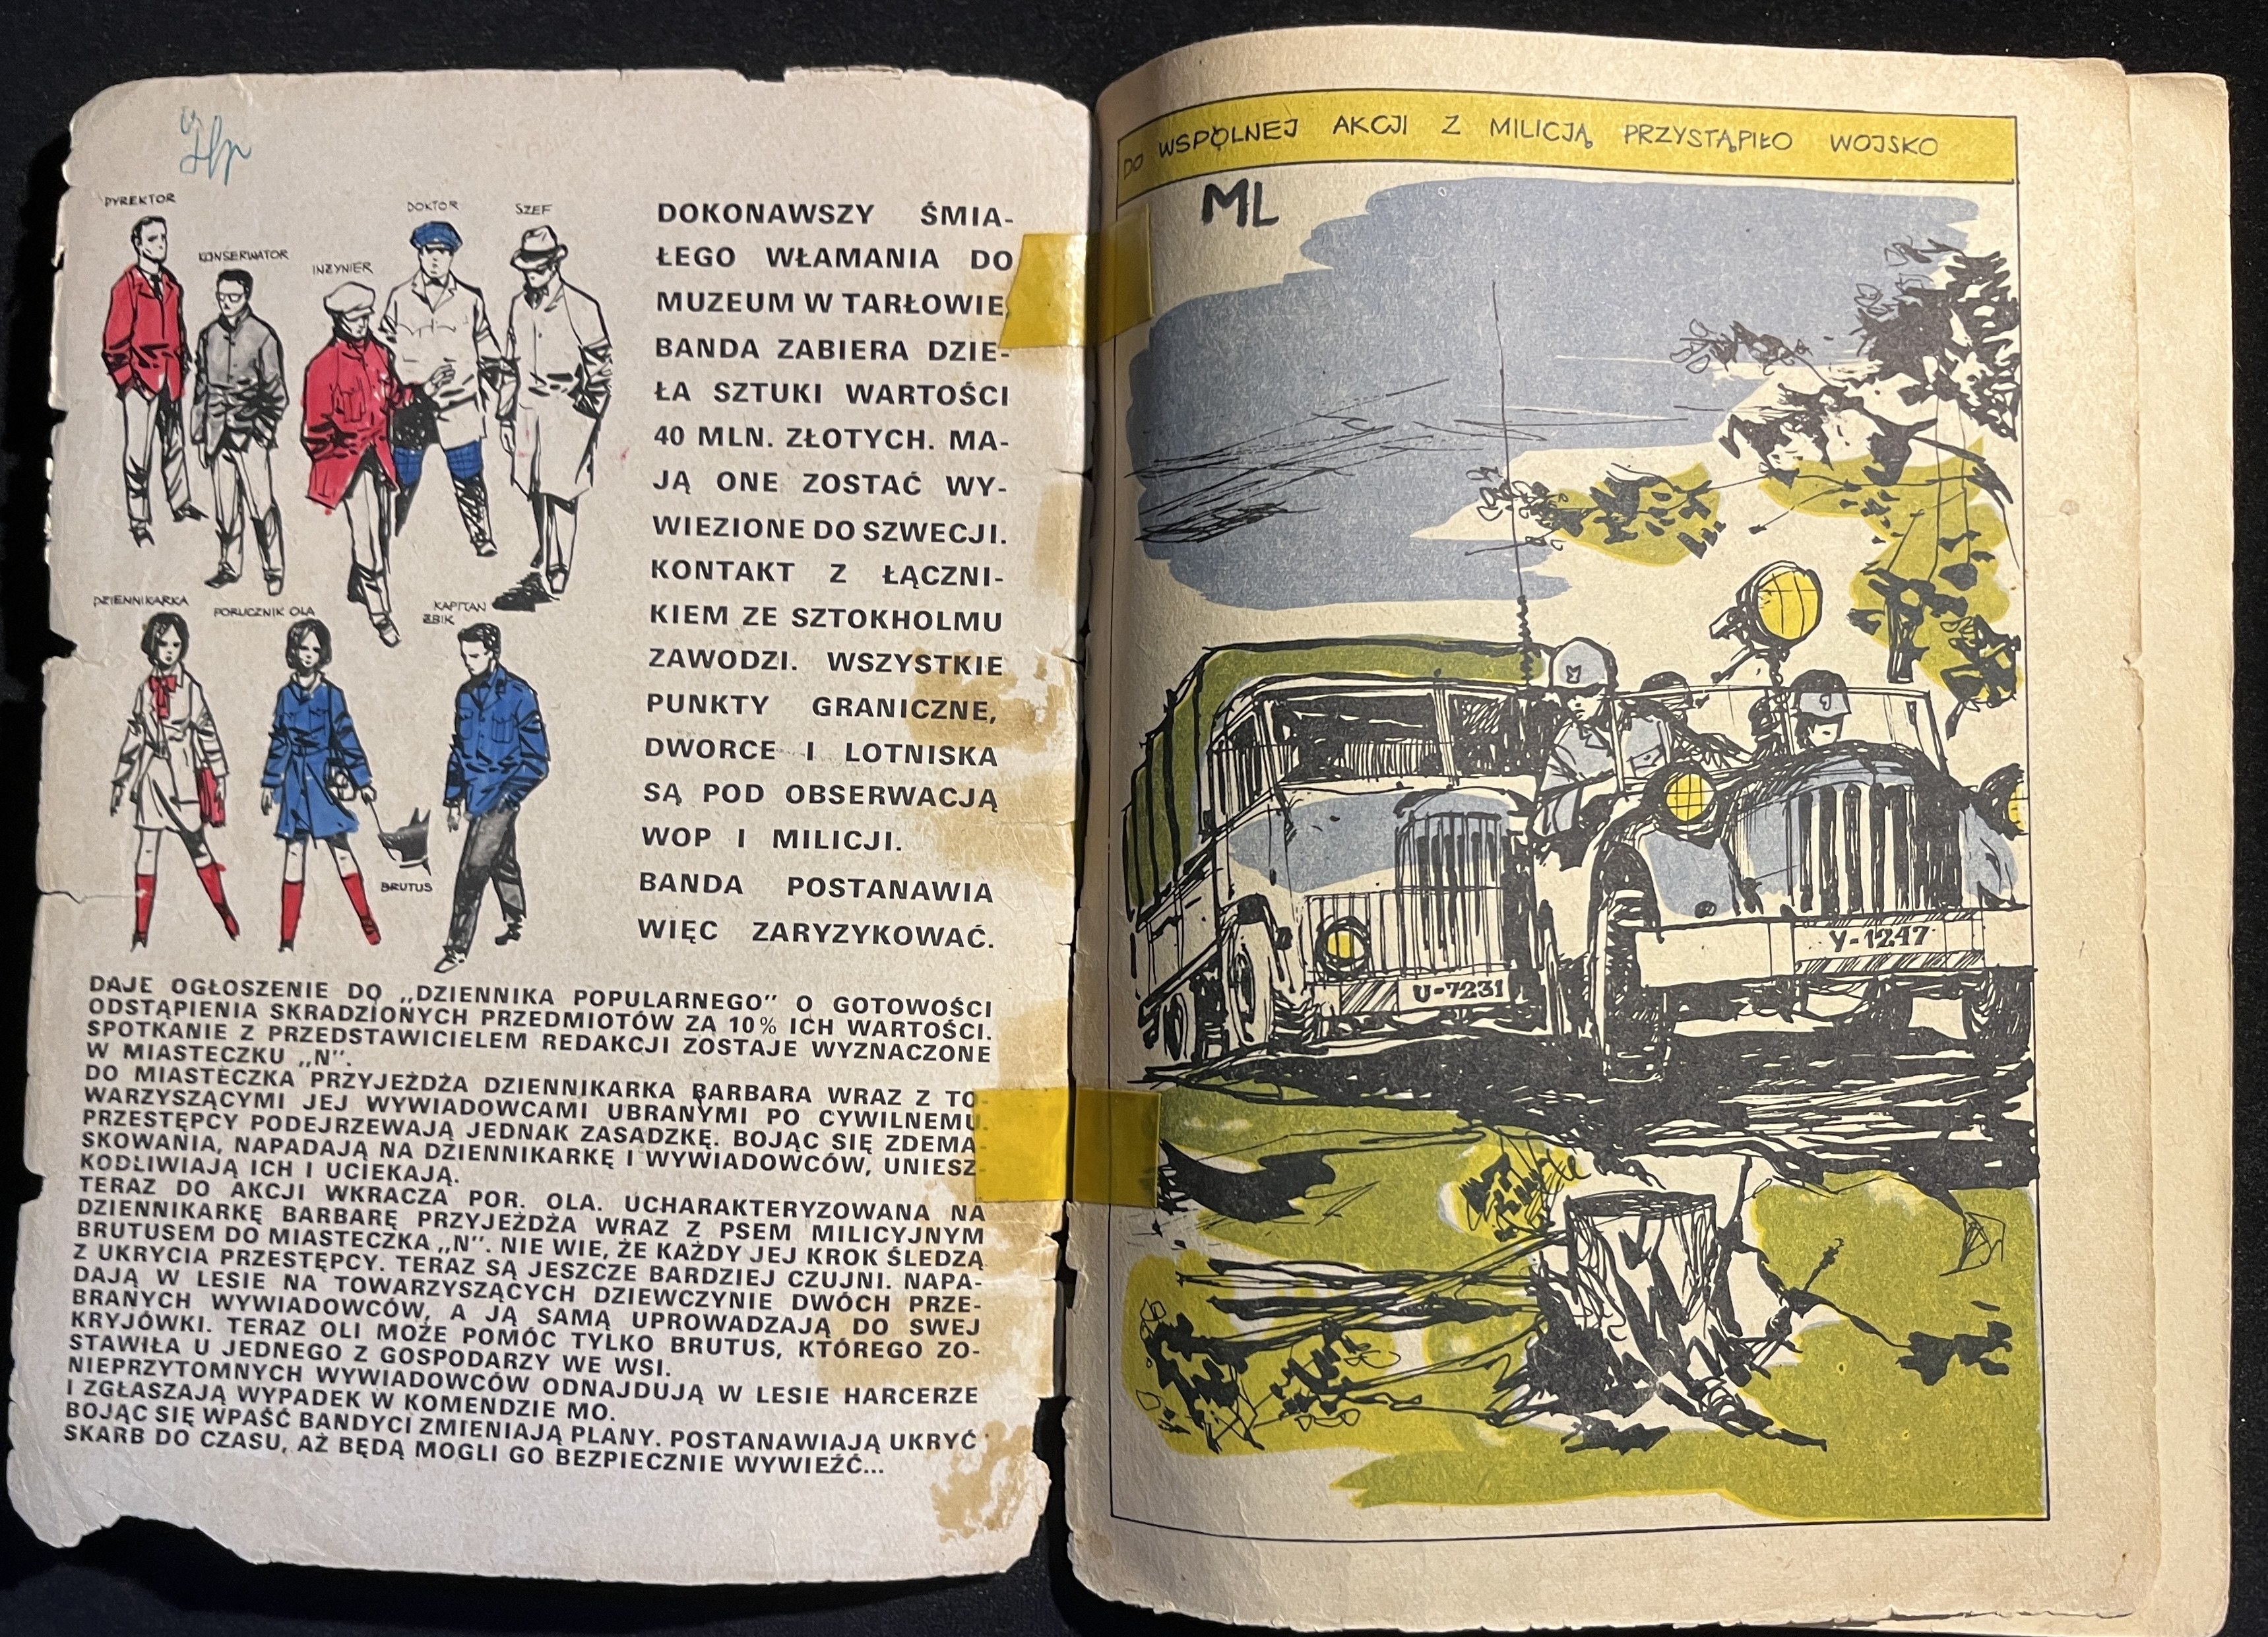 DYREKTOR
KONSERWATOR
INŻYNIER
DOKTOR
SZEF
DZIENNIKARKA
PORUCZNIK OLA
KAPITAN
ŻBIK
BRUTUS
DOKONAWSZY ŚMIA-
ŁEGO WŁAMANIA DO
MUZEUM W TARŁOWIE,
BANDA ZABIERA DZIE-
ŁA SZTUKI WARTOŚCI
40 MLN. ZŁOTYCH. MA-
JĄ ONE ZOSTAĆ WY-
WIEZIONE DO SZWECJI.
KONTAKT Z ŁĄCZNI-
KIEM ZE SZTOKHOLMU
ZAWODZI. WSZYSTKIE
PUNKTY GRANICZNE,
DWORCE I LOTNISKA
SĄ POD OBSERWACJĄ
WOP I MILICJI.
BANDA POSTANAWIA
WIĘC ZARYZYKOWAĆ.
DAJE OGŁOSZENIE DO „DZIENNIKA POPULARNEGO" O GOTOWOŚCI
ODSTĄPIENIA SKRADZIONYCH PRZEDMIOTÓW ZA 10% ICH WARTOŚCI.
SPOTKANIE Z PRZEDSTAWICIELEM REDAKCJI ZOSTAJE WYZNACZONE
W MIASTECZKU „N".
DO MIASTECZKA PRZYJEŻDŻA DZIENNIKARKA BARBARA WRAZ Z TO-
WARZYSZĄCYMI JEJ WYWIADOWCAMI UBRANYMI PO CYWILNEMU.
PRZESTĘPCY PODEJRZEWAJĄ JEDNAK ZASADZKĘ. BOJĄC SIĘ ZDEMA-
SKOWANIA, NAPADAJĄ NA DZIENNIKARKĘ I WYWIADOWCÓW, UNIESZ-
KODLIWIAJĄ ICH I UCIEKAJĄ.
TERAZ DO AKCJI WKRACZA POR. OLA. UCHARAKTERYZOWANA NA
DZIENNIKARKĘ BARBARĘ PRZYJEŻDŻA WRAZ Z PSEM MILICYJNYM
BRUTUSEM DO MIASTECZKA „N". NIE WIE, ŻE KAŻDY JEJ KROK ŚLEDZĄ
Z UKRYCIA PRZESTĘPCY. TERAZ SĄ JESZCZE BARDZIEJ CZUJNI. NAPA-
DAJĄ W LESIE NA TOWARZYSZĄCYCH DZIEWCZYNIE DWÓCH PRZE-
BRANYCH WYWIADOWCÓW, A JĄ SAMĄ UPROWADZAJĄ DO SWEJ
KRYJÓWKI. TERAZ OLI MOŻE POMÓC TYLKO BRUTUS, KTÓREGO ZO-
STAWIŁA U JEDNEGO Z GOSPODARZY WE WSI.
NIEPRZYTOMNYCH WYWIADOWCÓW ODNAJDUJĄ W LESIE HARCERZE
I ZGŁASZAJĄ WYPADEK W KOMENDZIE MO.
BOJĄC SIĘ WPAŚĆ BANDYCI ZMIENIAJĄ PLANY. POSTANAWIAJĄ UKRYĆ
SKARB DO CZASU, AŻ BĘDĄ MOGLI GO BEZPIECZNIE WYWIEŹĆ...
DO WSPÓLNEJ AKCJI Z MILICJĄ PRZYSTĄPIŁO WOJSKO
ML
U-7231
Y-1247